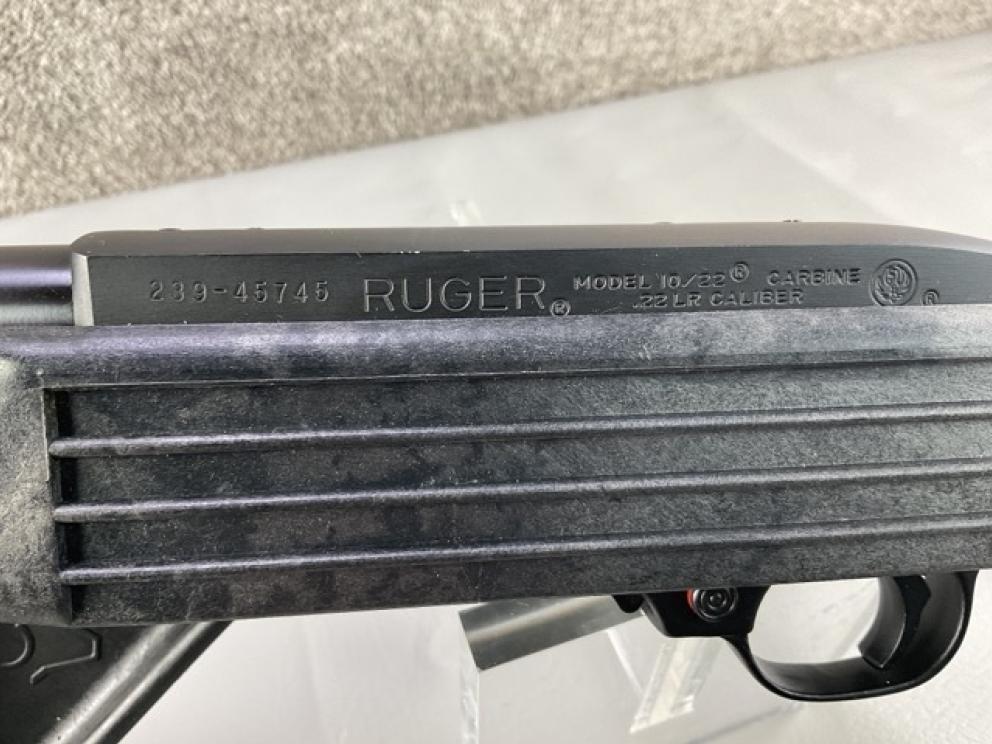 239-45745 RUGER® MODEL 10/22® CARBINE ®
.22 LR CALIBER